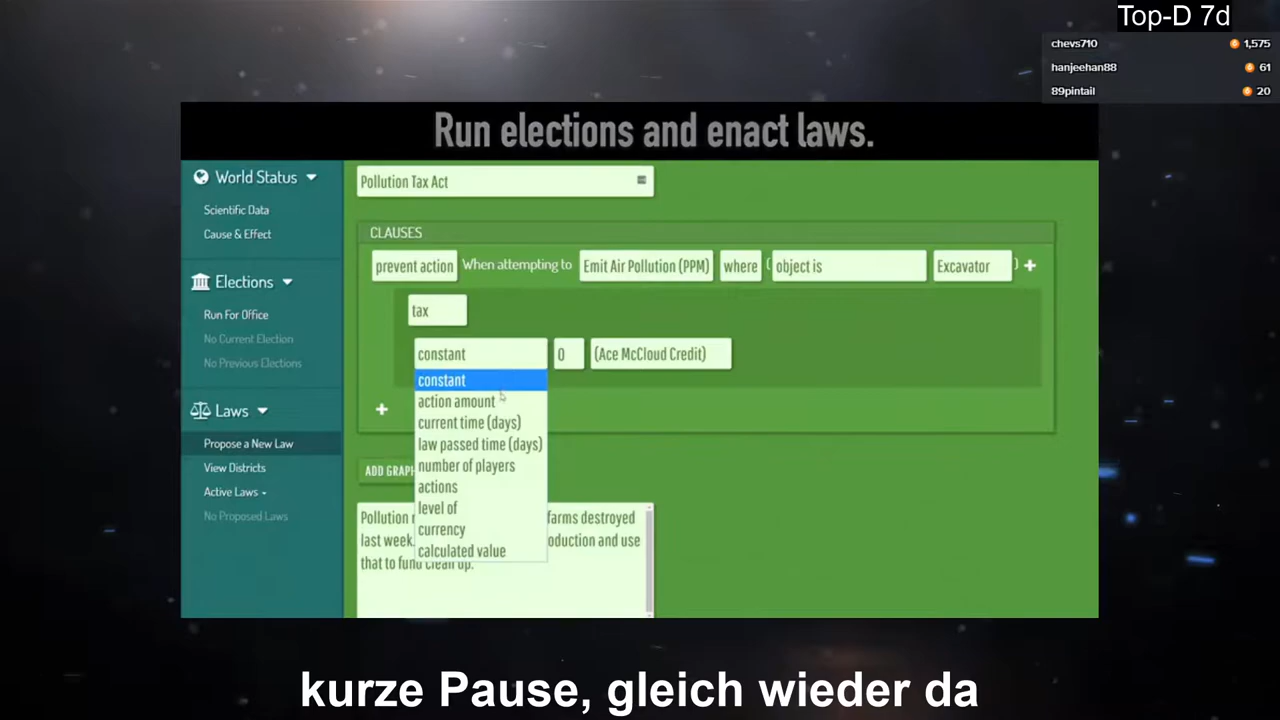 Top-D 7d
chevs710 1,575
hanjeehan88 61
89pintail 20
Run elections and enact laws.
World Status
Scientific Data
Cause & Effect
Elections
Run For Office
No Current Election
No Previous Elections
Laws
Propose a New Law
View Districts
Active Laws
No Proposed Laws
Pollution Tax Act
CLAUSES
prevent action When attempting to Emit Air Pollution (PPM) where ( object is Excavator ) +
tax
constant 0 (Ace McCloud Credit)
constant
action amount
current time (days)
law passed time (days)
number of players
actions
level of
currency
calculated value
+
ADD GRAPH
Pollution farms destroyed
last week. oduction and use
that to fund clean up.
kurze Pause, gleich wieder da